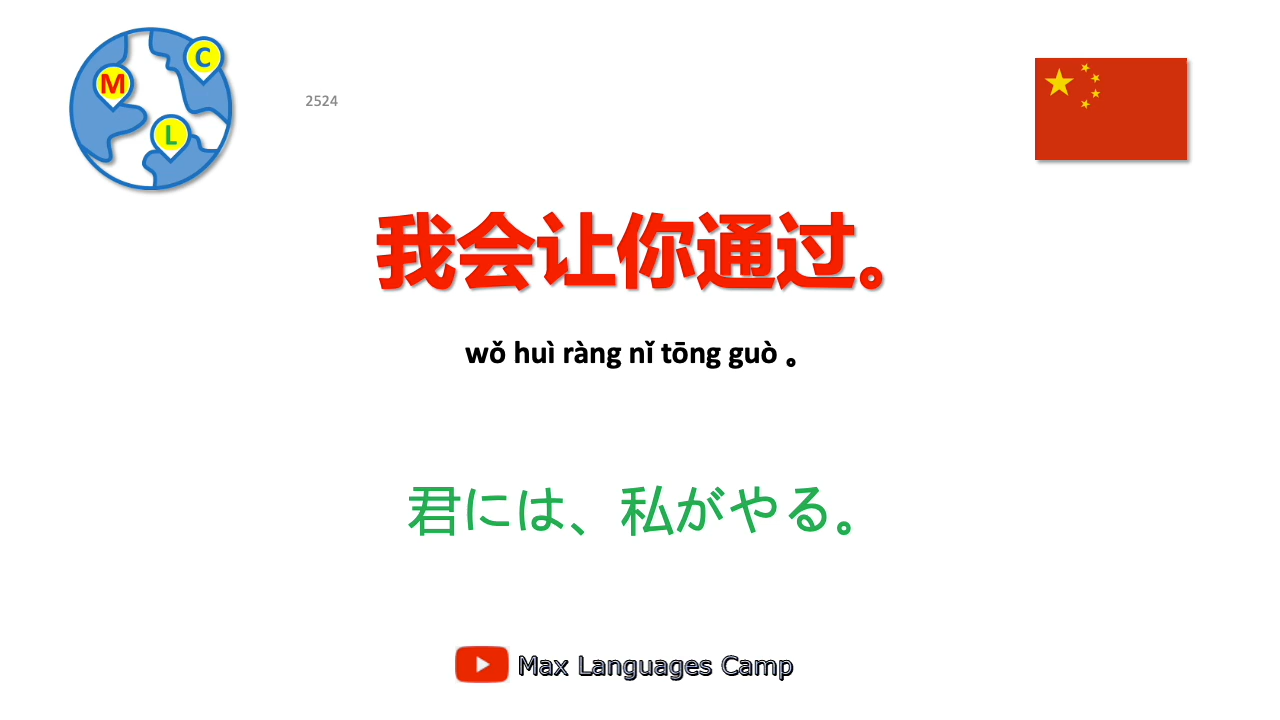 M
C
L
2524
我会让你通过。
wǒ huì ràng nǐ tōng guò 。
君には、私がやる。
Max Languages Camp